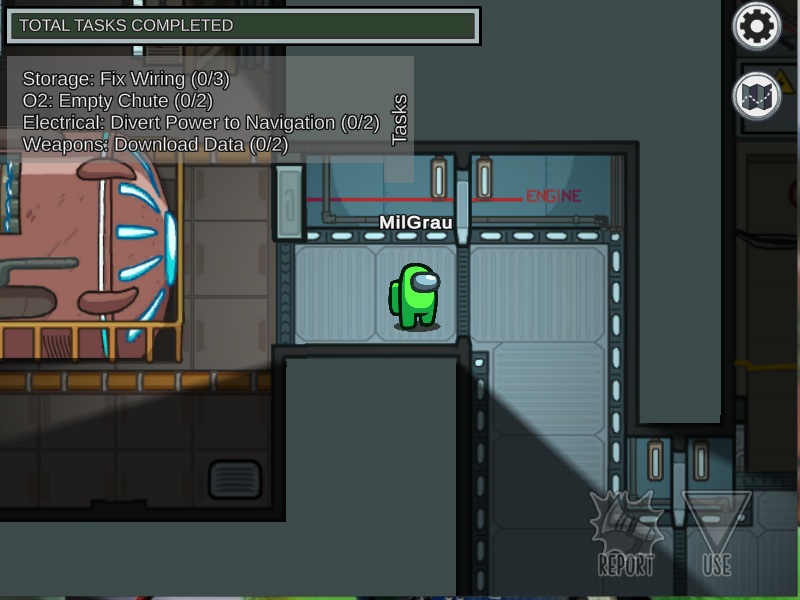 TOTAL TASKS COMPLETED
Storage: Fix Wiring (0/3)
O2: Empty Chute (0/2)
Electrical: Divert Power to Navigation (0/2)
Weapons: Download Data (0/2)
Tasks
ENGINE
MilGrau
REPORT
USE